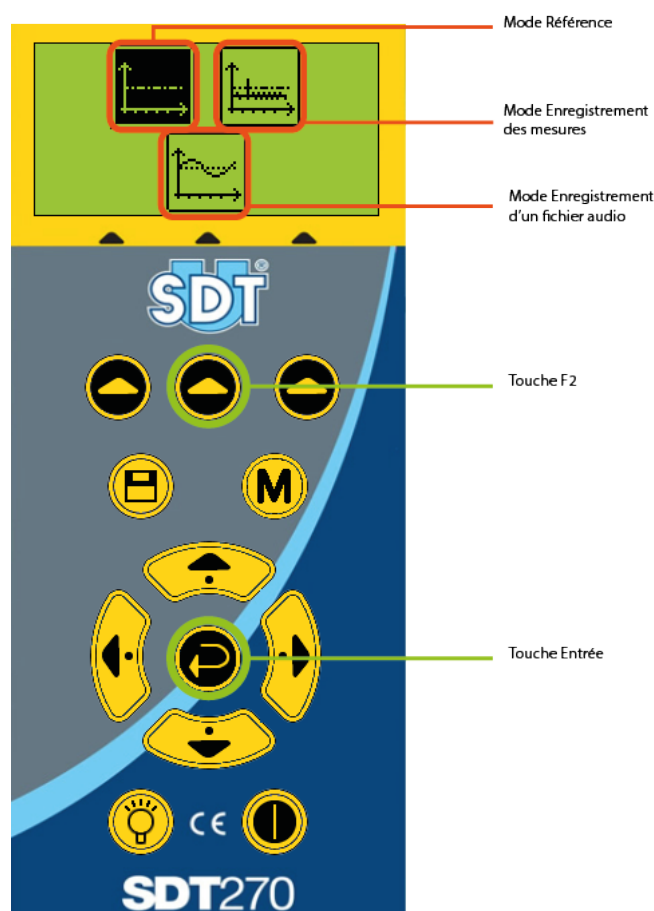 Mode Référence
Mode Enregistrement
des mesures
Mode Enregistrement
d'un fichier audio
SDT®
Touche F2
M
Touche Entrée
CE
SDT270